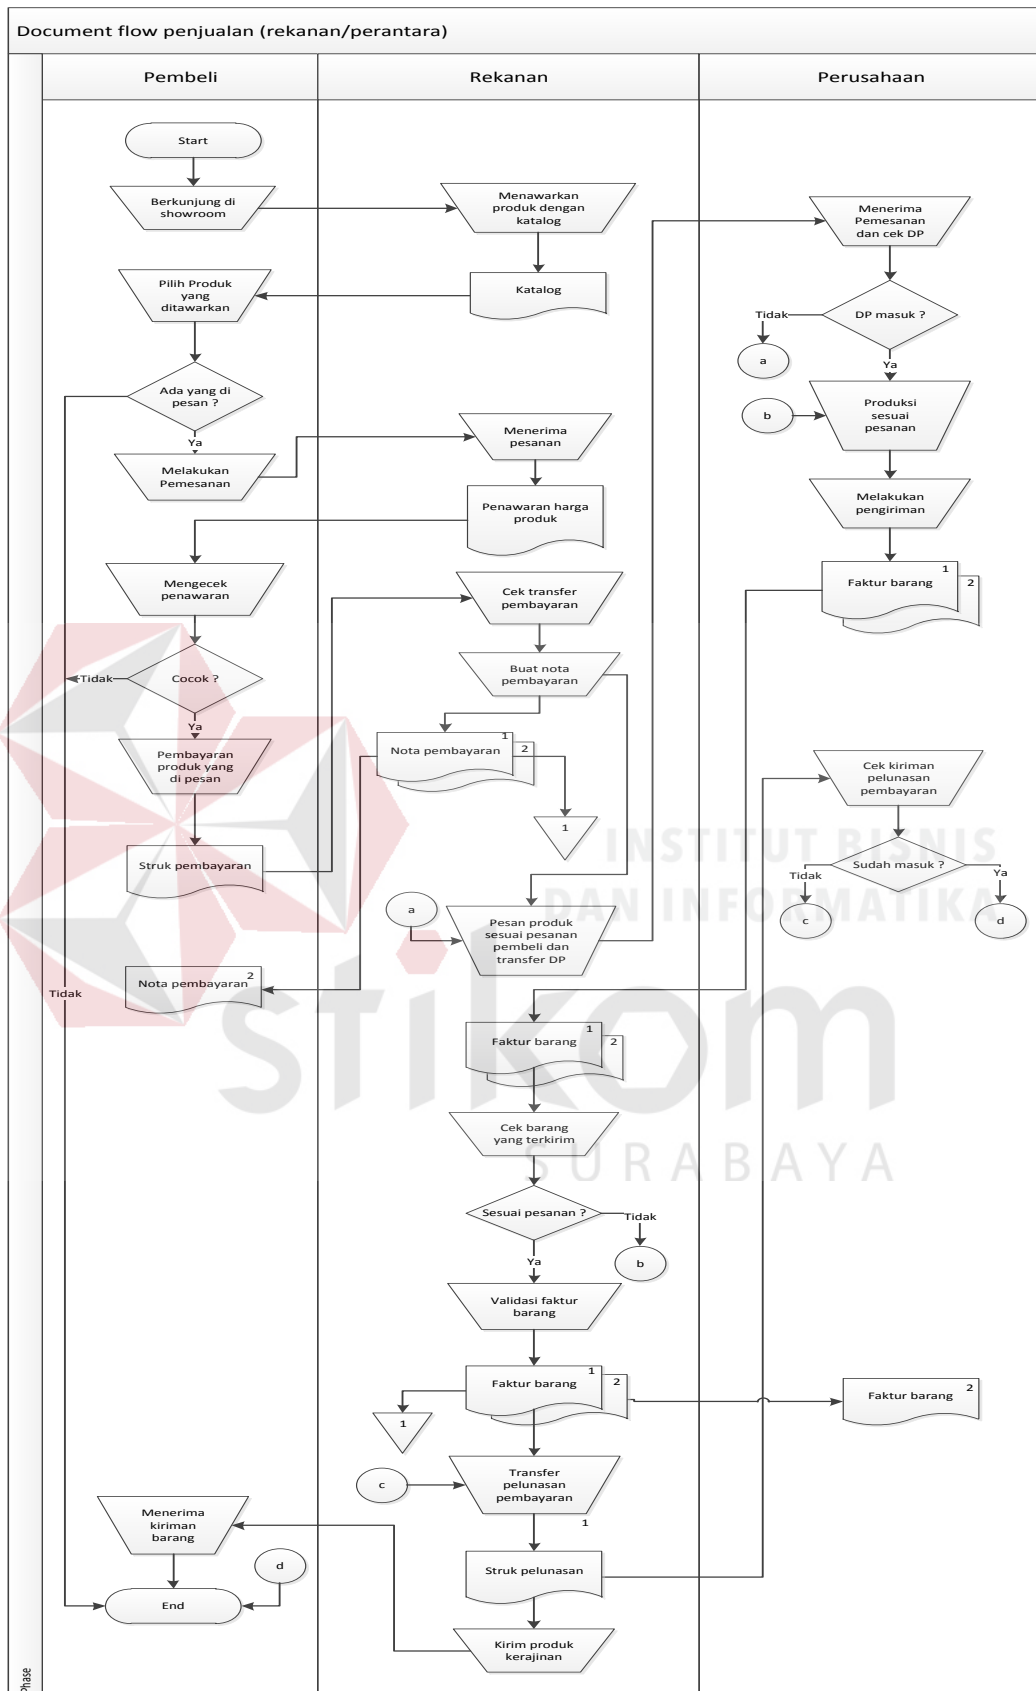 Document flow penjualan (rekanan/perantara)
Pembeli
Rekanan
Perusahaan
Start
Berkunjung di
showroom
Menawarkan
produk dengan
katalog
Menerima
Pemesanan
dan cek DP
Pilih Produk
yang
ditawarkan
Katalog
Tidak
DP masuk ?
a
Ya
Ada yang di
pesan ?
Produksi
sesuai
pesanan
b
Ya
Menerima
pesanan
Melakukan
Pemesanan
Penawaran harga
produk
Melakukan
pengiriman
Mengecek
penawaran
Cek transfer
pembayaran
Faktur barang
1
2
Tidak
Cocok ?
Buat nota
pembayaran
Ya
Pembayaran
produk yang
di pesan
Nota pembayaran
1
2
Cek kiriman
pelunasan
pembayaran
1
Struk pembayaran
INSTITUT BISNIS
DAN INFORMATIKA
Sudah masuk ?
Tidak
Ya
c
d
a
Pesan produk
sesuai pesanan
pembeli dan
transfer DP
Nota pembayaran
2
Tidak
stikom
SURABAYA
Faktur barang
1
2
Cek barang
yang terkirim
Sesuai pesanan ?
Tidak
b
Ya
Validasi faktur
barang
Faktur barang
1
2
Faktur barang
2
1
c
Transfer
pelunasan
pembayaran
1
Menerima
kiriman
barang
d
Struk pelunasan
End
Kirim produk
kerajinan
Phase